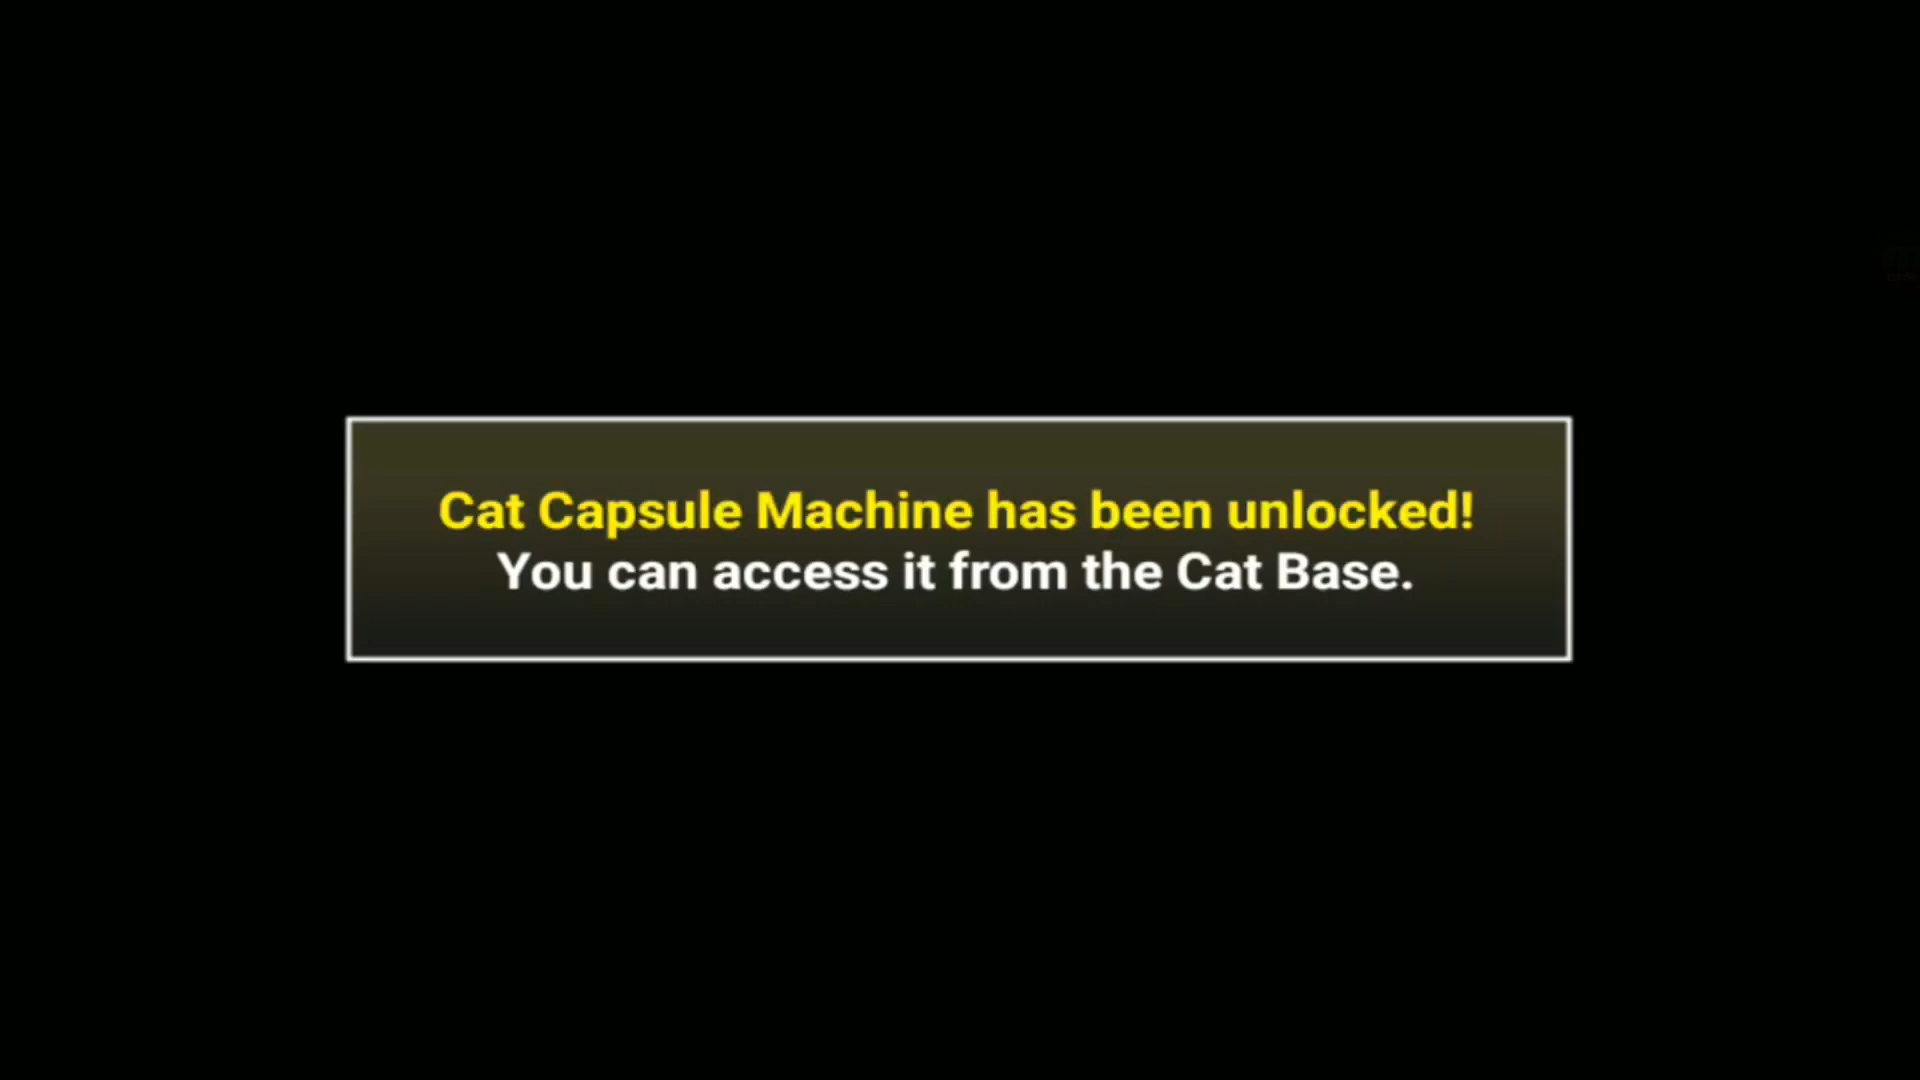 Cat Capsule Machine has been unlocked!
You can access it from the Cat Base.